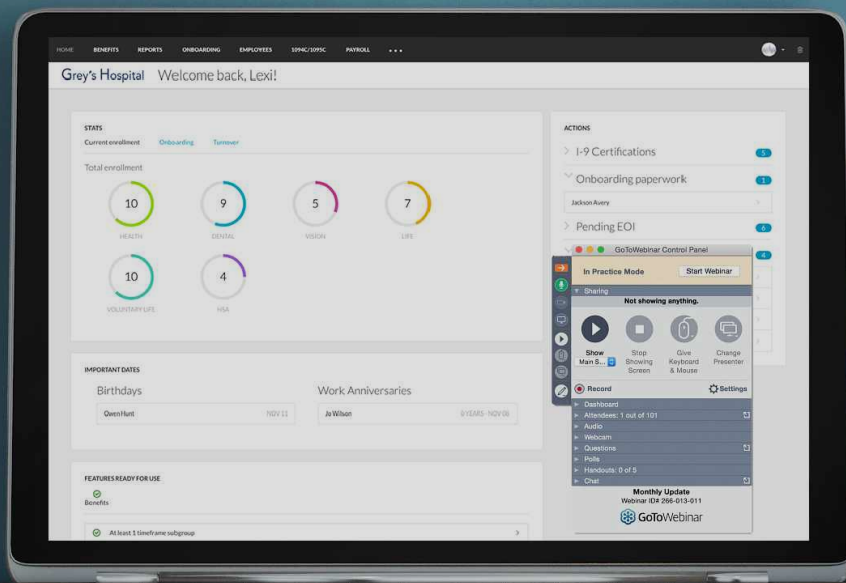 HOME BENEFITS REPORTS ONBOARDING EMPLOYEES 1094C/1095C PAYROLL •••
Grey's Hospital Welcome back, Lexi!
STATS
Current enrollment Onboarding Turnover
Total enrollment
10 9 5 7
HEALTH DENTAL VISION LIFE
10 4
VOLUNTARY LIFE HSA
IMPORTANT DATES
Birthdays Work Anniversaries
Owen Hunt NOV 11 Jo Wilson 8 YEARS - NOV 08
FEATURES READY FOR USE
Benefits
At least 1 timeframe subgroup
ACTIONS
I-9 Certifications 5
Onboarding paperwork 1
Jackson Avery
Pending EOI 6
4
GoToWebinar Control Panel
In Practice Mode Start Webinar
Sharing
Not showing anything.
Show Stop Give Change
Main S... Showing Keyboard Presenter
Screen & Mouse
Record Settings
Dashboard
Attendees: 1 out of 101
Audio
Webcam
Questions
Polls
Handouts: 0 of 5
Chat
Monthly Update
Webinar ID# 266-013-011
GoToWebinar